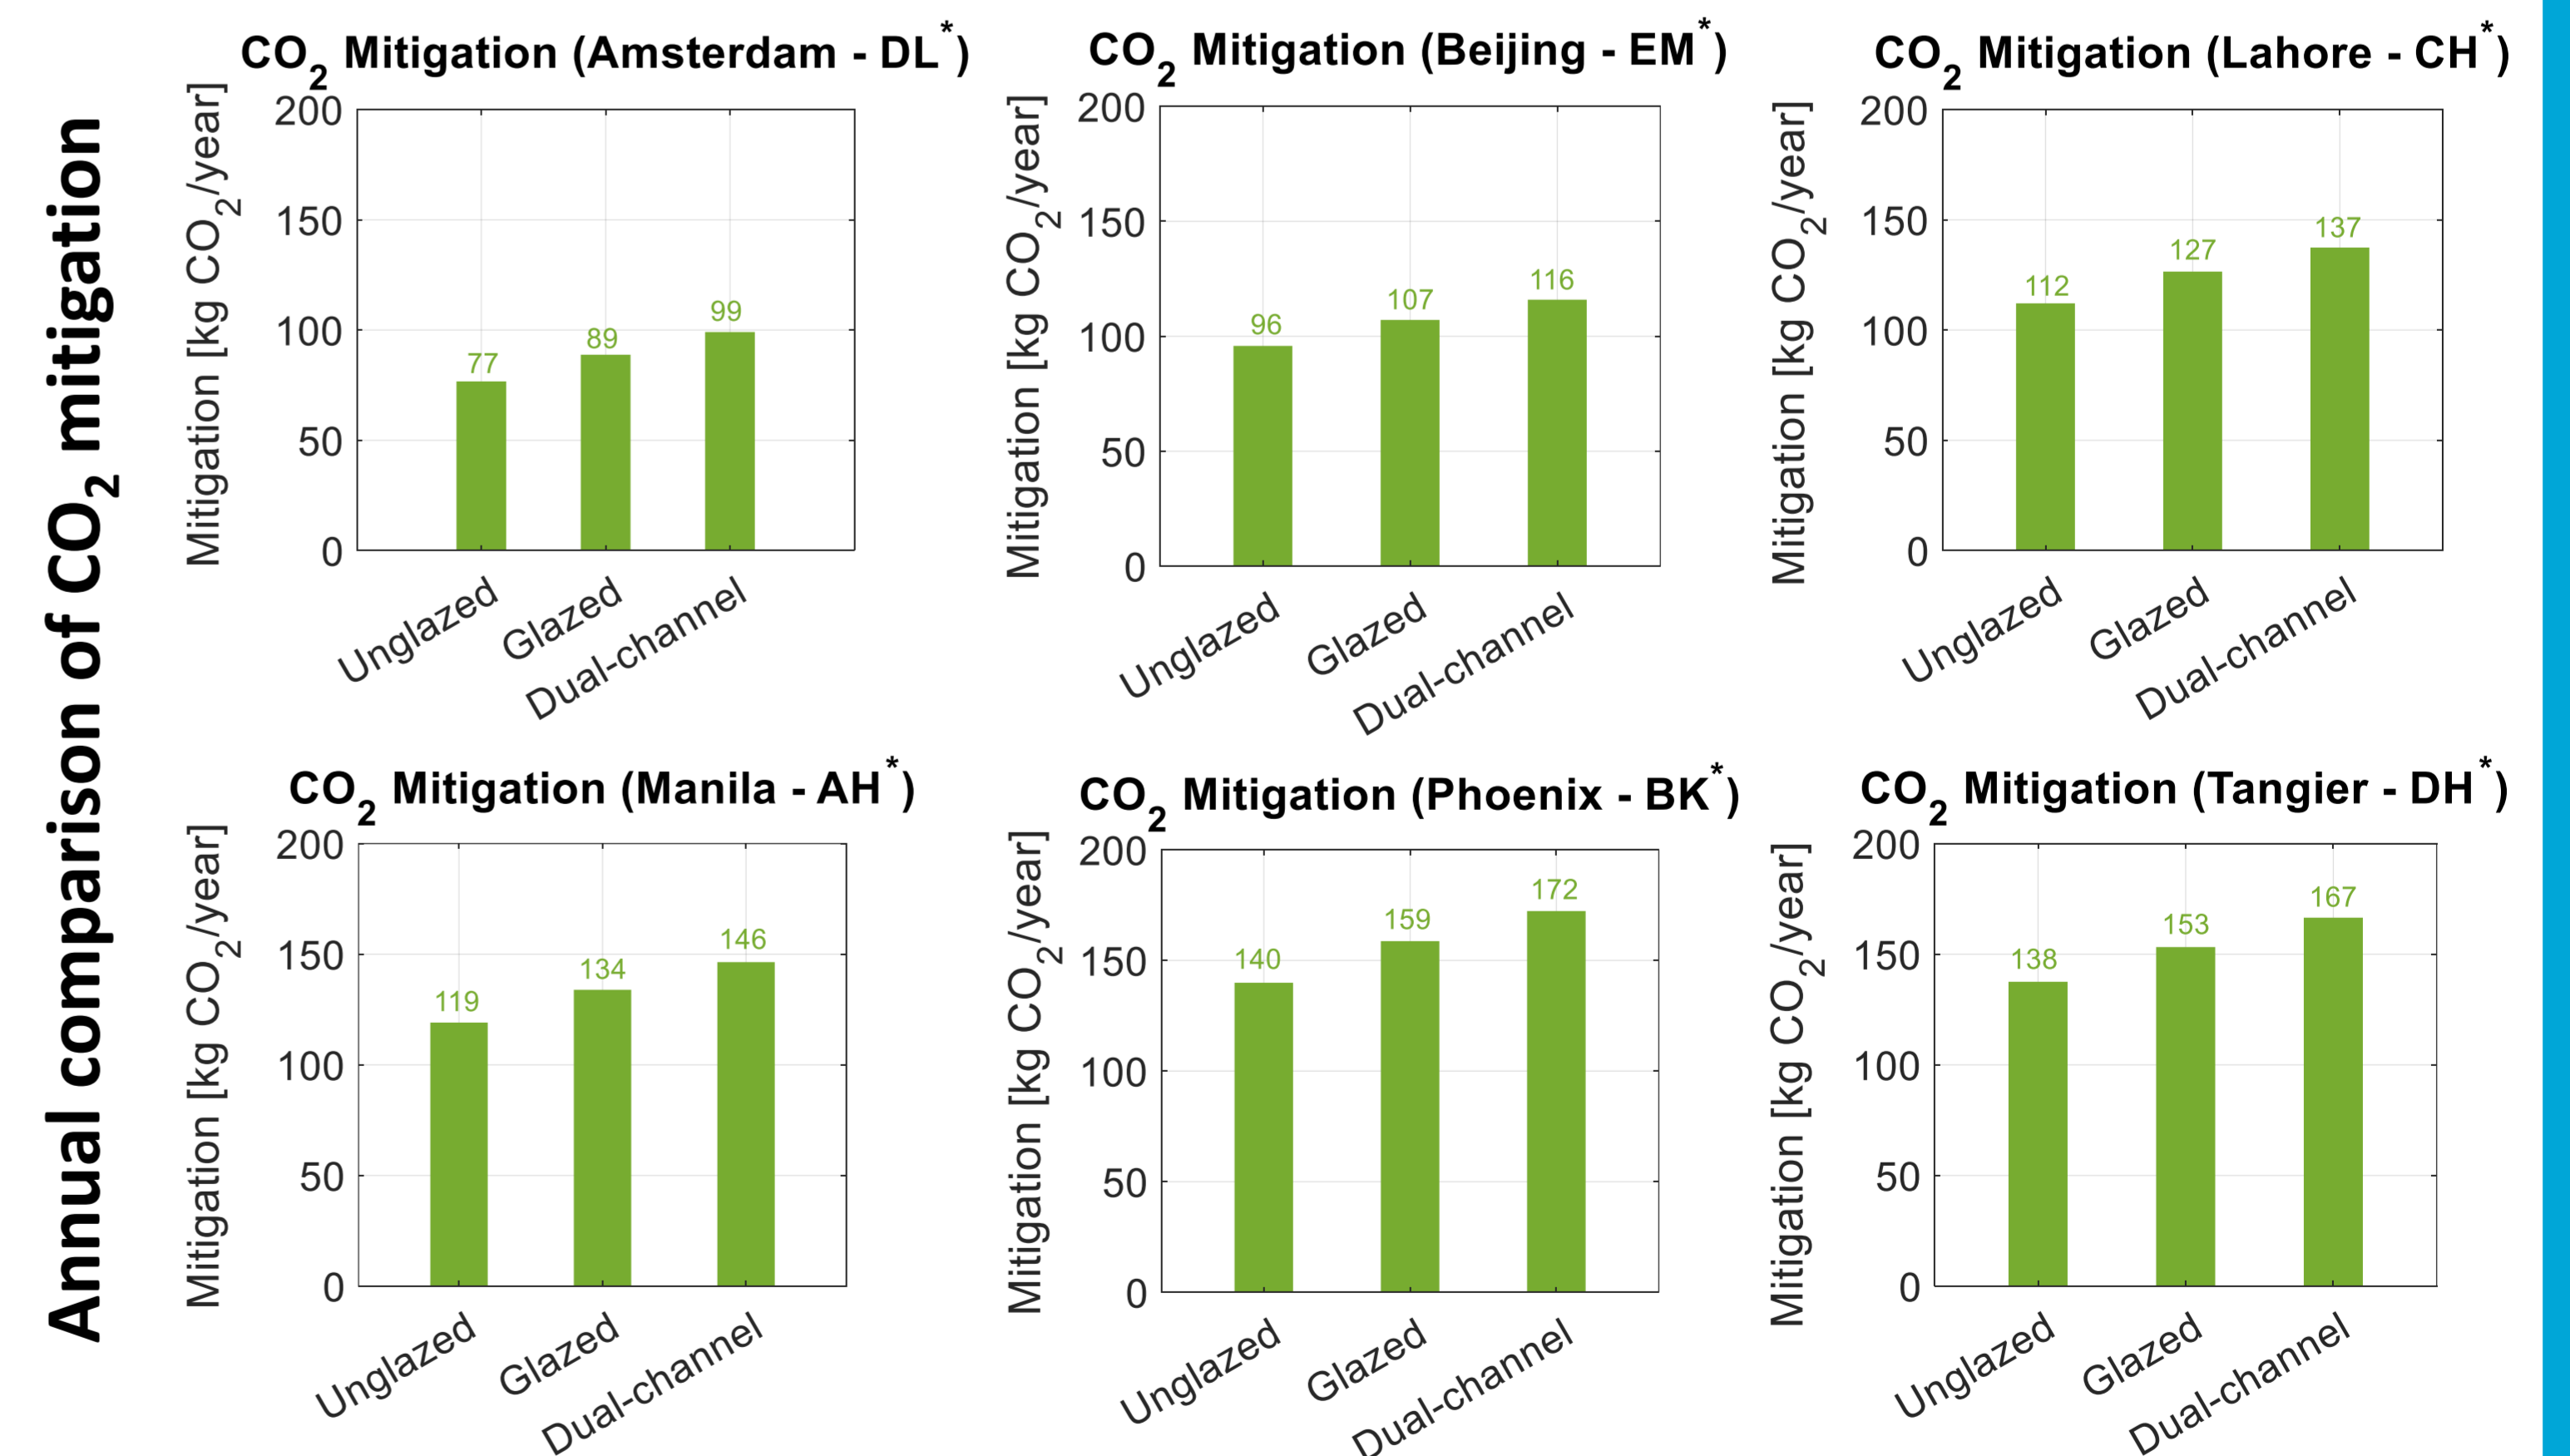 Annual comparison of CO₂ mitigation
CO₂ Mitigation (Amsterdam - DL*)
Mitigation [kg CO₂/year]
200
150
100
50
0
77
89
99
Unglazed
Glazed
Dual-channel
CO₂ Mitigation (Beijing - EM*)
Mitigation [kg CO₂/year]
200
150
100
50
0
96
107
116
Unglazed
Glazed
Dual-channel
CO₂ Mitigation (Lahore - CH*)
Mitigation [kg CO₂/year]
200
150
100
50
0
112
127
137
Unglazed
Glazed
Dual-channel
CO₂ Mitigation (Manila - AH*)
Mitigation [kg CO₂/year]
200
150
100
50
0
119
134
146
Unglazed
Glazed
Dual-channel
CO₂ Mitigation (Phoenix - BK*)
Mitigation [kg CO₂/year]
200
150
100
50
0
140
159
172
Unglazed
Glazed
Dual-channel
CO₂ Mitigation (Tangier - DH*)
Mitigation [kg CO₂/year]
200
150
100
50
0
138
153
167
Unglazed
Glazed
Dual-channel